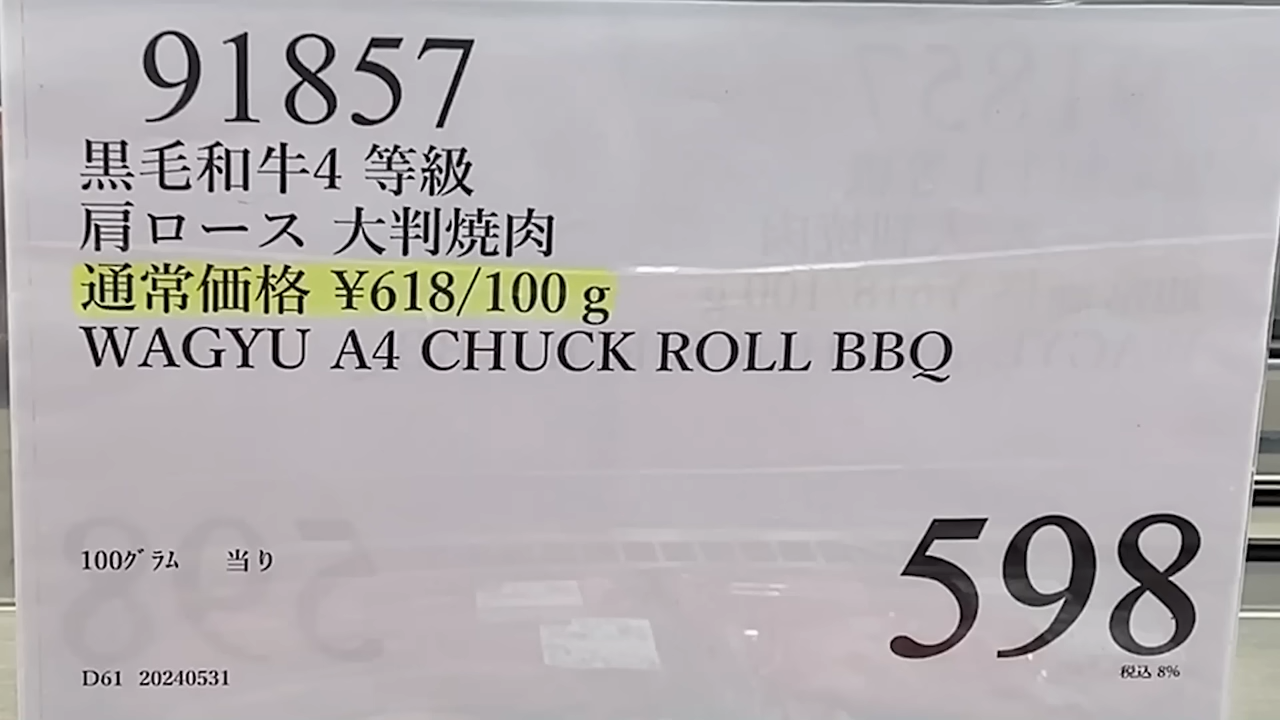 91857
黒毛和牛4 等級
肩ロース 大判焼肉
通常価格 ¥618/100 g
WAGYU A4 CHUCK ROLL BBQ
100グラム 当り
598
税込 8%
D61 20240531